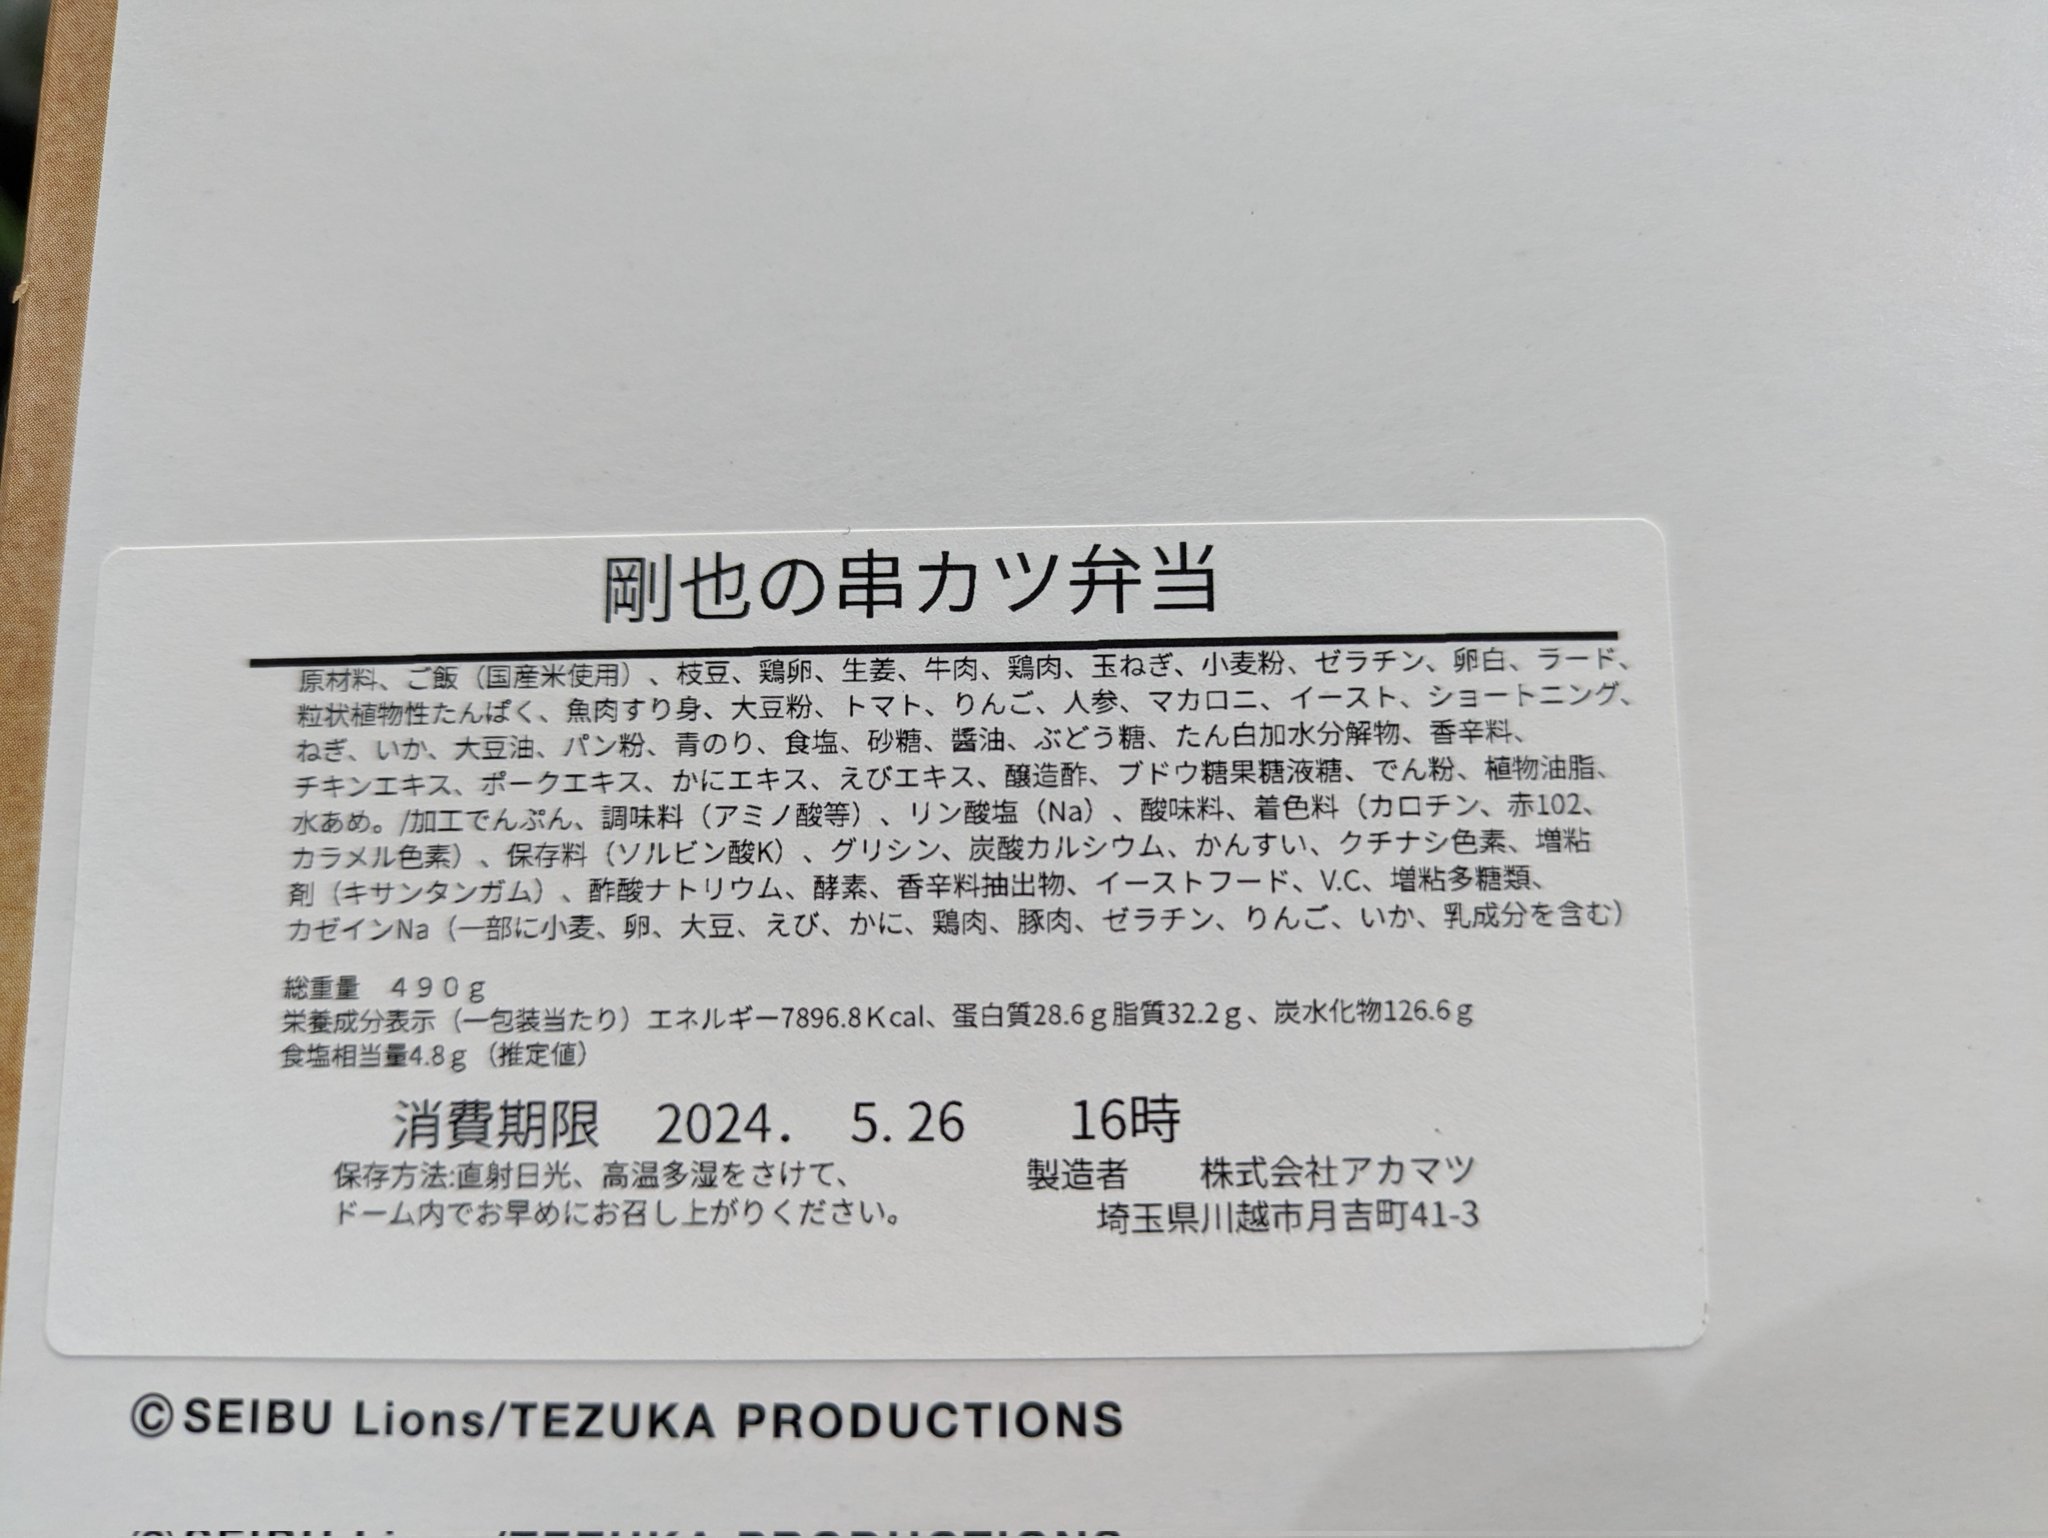 剛也の串カツ弁当
原材料、ご飯（国産米使用）、枝豆、鶏卵、生姜、牛肉、鶏肉、玉ねぎ、小麦粉、ゼラチン、卵白、ラード、
粒状植物性たんぱく、魚肉すり身、大豆粉、トマト、りんご、人参、マカロニ、イースト、ショートニング、
ねぎ、いか、大豆油、パン粉、青のり、食塩、砂糖、醬油、ぶどう糖、たん白加水分解物、香辛料、
チキンエキス、ポークエキス、かにエキス、えびエキス、醸造酢、ブドウ糖果糖液糖、でん粉、植物油脂、
水あめ。/加工でんぷん、調味料（アミノ酸等）、リン酸塩（Na）、酸味料、着色料（カロチン、赤102、
カラメル色素）、保存料（ソルビン酸K）、グリシン、炭酸カルシウム、かんすい、クチナシ色素、増粘
剤（キサンタンガム）、酢酸ナトリウム、酵素、香辛料抽出物、イーストフード、V.C、増粘多糖類、
カゼインNa（一部に小麦、卵、大豆、えび、かに、鶏肉、豚肉、ゼラチン、りんご、いか、乳成分を含む）
総重量　４９０ｇ
栄養成分表示（一包装当たり）エネルギー7896.8Ｋcal、蛋白質28.6ｇ脂質32.2ｇ、炭水化物126.6ｇ
食塩相当量4.8ｇ（推定値）
消費期限　2024.　5. 26　　16時
保存方法:直射日光、高温多湿をさけて、
ドーム内でお早めにお召し上がりください。
製造者　　株式会社アカマツ
埼玉県川越市月吉町41-3
©SEIBU Lions/TEZUKA PRODUCTIONS